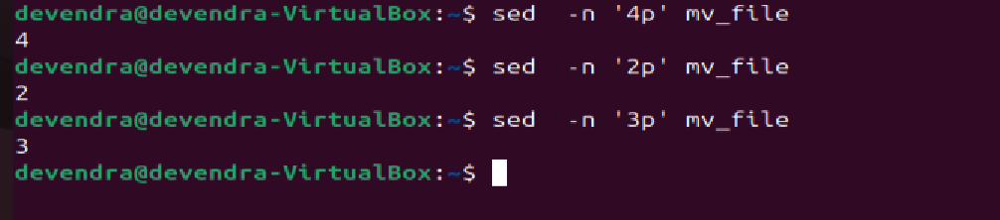 devendra@devendra-VirtualBox:~$ sed  -n '4p' mv_file
4
devendra@devendra-VirtualBox:~$ sed  -n '2p' mv_file
2
devendra@devendra-VirtualBox:~$ sed  -n '3p' mv_file
3
devendra@devendra-VirtualBox:~$